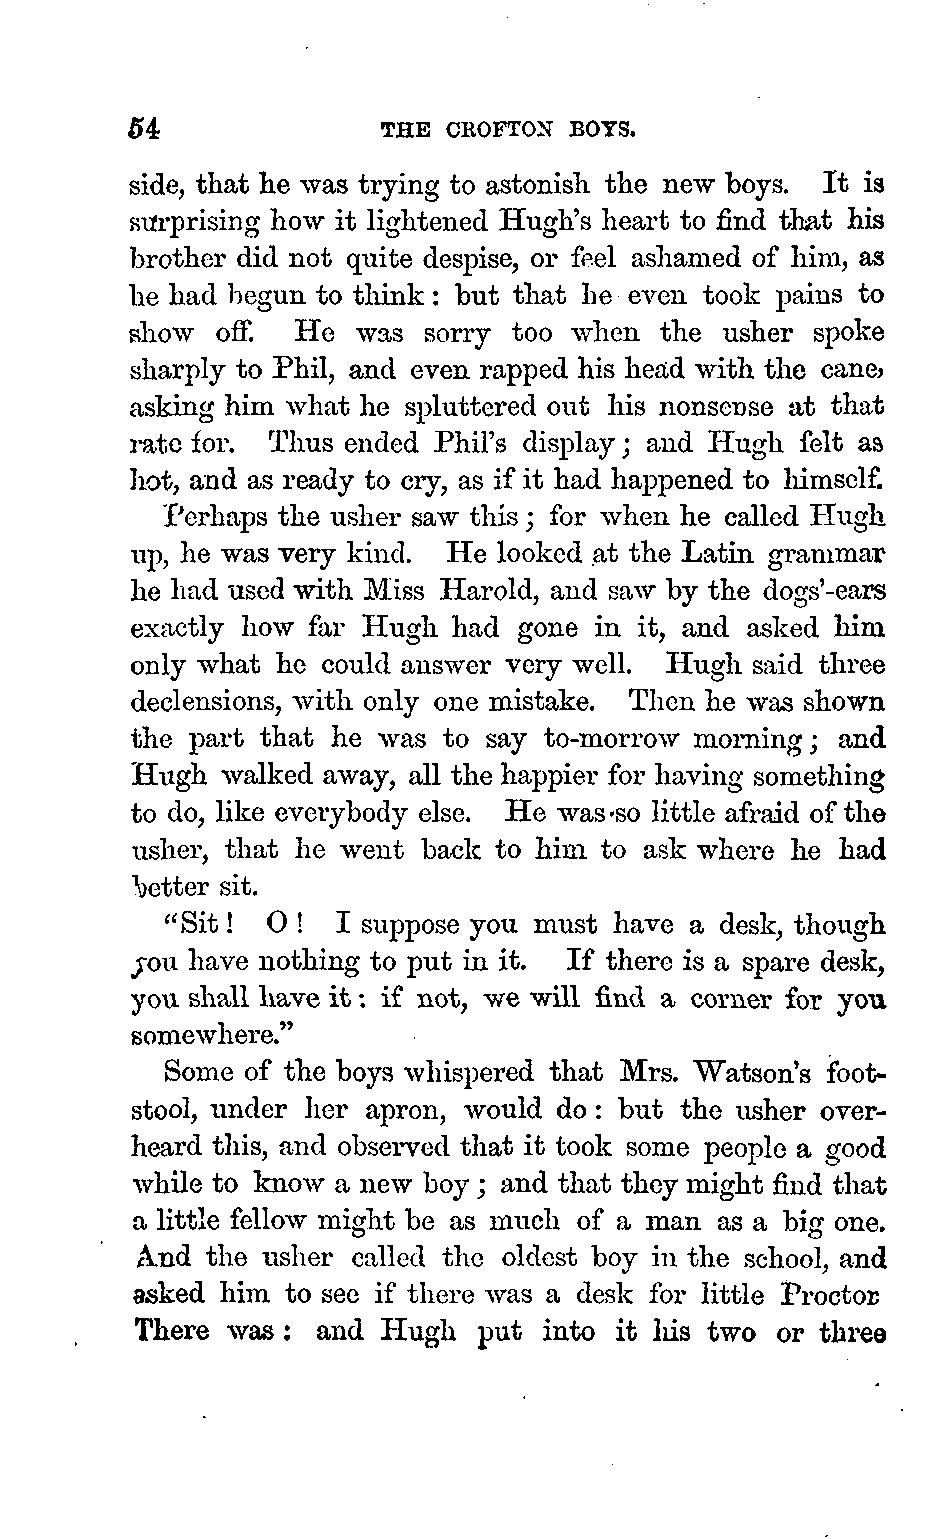 54 THE CROFTON BOYS.
side, that he was trying to astonish the new boys. It is
surprising how it lightened Hugh's heart to find that his
brother did not quite despise, or feel ashamed of him, as
he had begun to think : but that he even took pains to
show off. He was sorry too when the usher spoke
sharply to Phil, and even rapped his head with the cane,
asking him what he spluttered out his nonsense at that
rate for. Thus ended Phil's display ; and Hugh felt as
hot, and as ready to cry, as if it had happened to himself.
Perhaps the usher saw this ; for when he called Hugh
up, he was very kind. He looked at the Latin grammar
he had used with Miss Harold, and saw by the dogs'-ears
exactly how far Hugh had gone in it, and asked him
only what he could answer very well. Hugh said three
declensions, with only one mistake. Then he was shown
the part that he was to say to-morrow morning ; and
Hugh walked away, all the happier for having something
to do, like everybody else. He was so little afraid of the
usher, that he went back to him to ask where he had
better sit.
"Sit ! O ! I suppose you must have a desk, though
you have nothing to put in it. If there is a spare desk,
you shall have it : if not, we will find a corner for you
somewhere."
Some of the boys whispered that Mrs. Watson's foot-
stool, under her apron, would do : but the usher over-
heard this, and observed that it took some people a good
while to know a new boy ; and that they might find that
a little fellow might be as much of a man as a big one.
And the usher called the oldest boy in the school, and
asked him to see if there was a desk for little Proctor
There was : and Hugh put into it his two or three